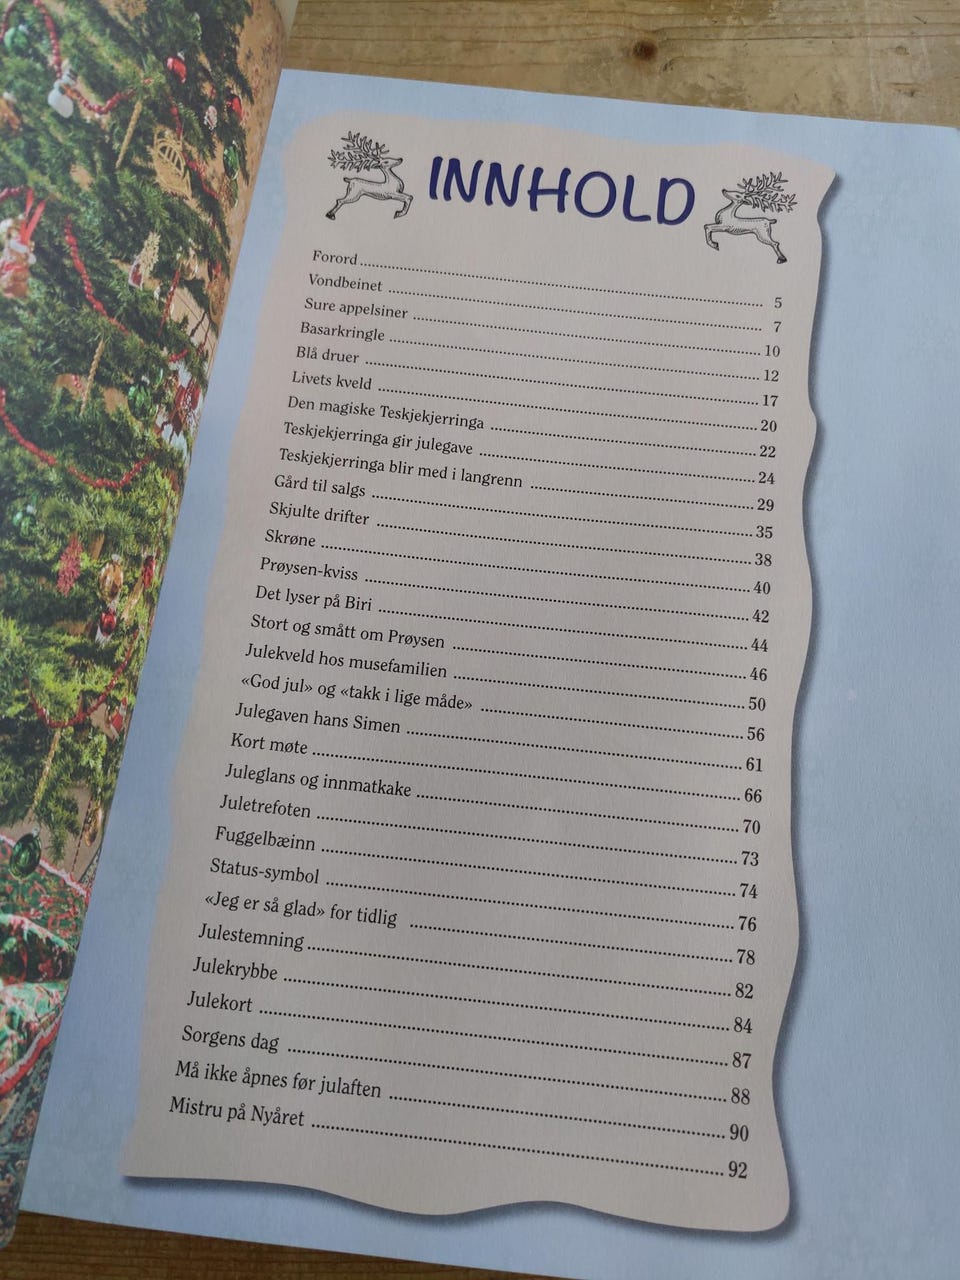 INNHOLD
Forord 5
Vondbeinet 7
Sure appelsiner 10
Basarkringle 12
Blå druer 17
Livets kveld 20
Den magiske Teskjekjerringa 22
Teskjekjerringa gir julegave 24
Teskjekjerringa blir med i langrenn 29
Gård til salgs 35
Skjulte drifter 38
Skrøne 40
Prøysen-kviss 42
Det lyser på Biri 44
Stort og smått om Prøysen 46
Julekveld hos musefamilien 50
«God jul» og «takk i lige måde» 56
Julegaven hans Simen 61
Kort møte 66
Juleglans og innmatkake 70
Juletrefoten 73
Fuggelbæinn 74
Status-symbol 76
«Jeg er så glad» for tidlig 78
Julestemning 82
Julekrybbe 84
Julekort 87
Sorgens dag 88
Må ikke åpnes før julaften 90
Mistru på Nyåret 92